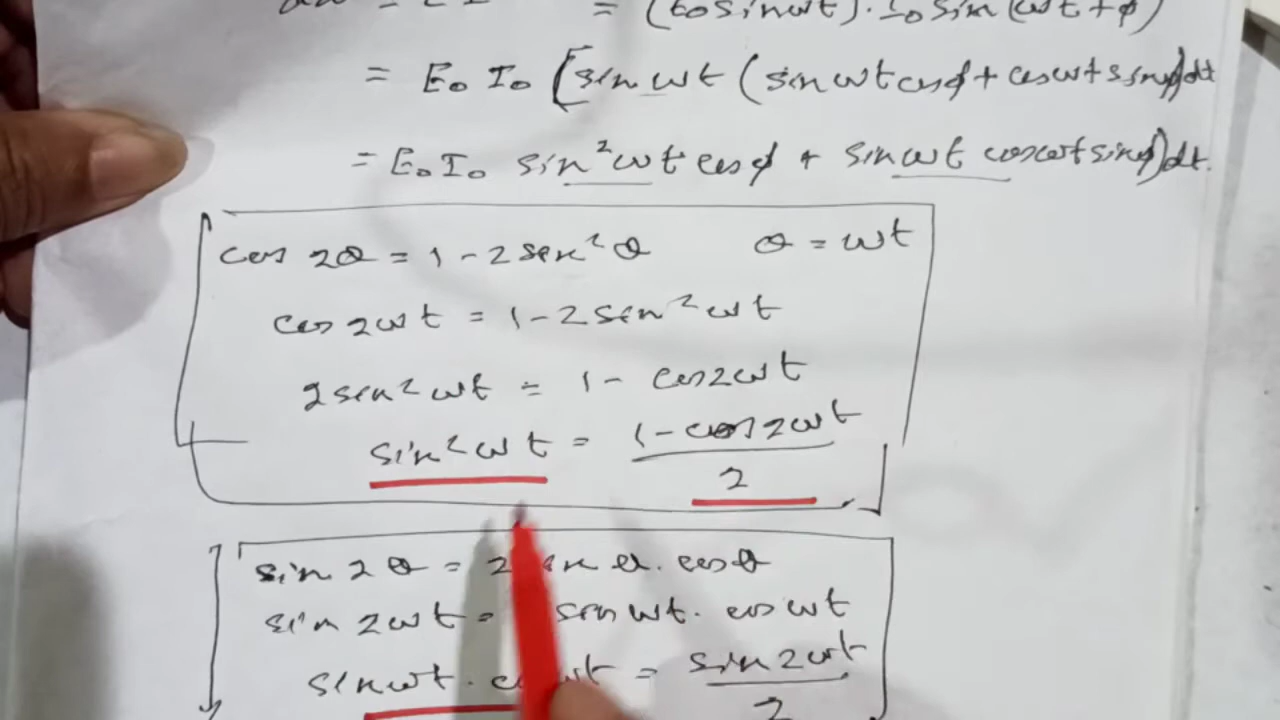 = (E₀ sin ωt). I₀ sin (ωt + φ)
= E₀ I₀ [sin ωt (sin ωt cos φ + cos ωt sin φ)dt
= E₀ I₀ sin² ωt cos φ + sin ωt cos ωt sin φ)dt.
cos 2θ = 1 - 2 sin² θ θ = ωt
cos 2ωt = 1 - 2 sin² ωt
2 sin² ωt = 1 - cos 2ωt
sin² ωt = (1 - cos 2ωt)/2
sin 2θ = 2 θ. cos θ
sin 2ωt = sin ωt. cos ωt
sin ωt. = sin 2ωt/2